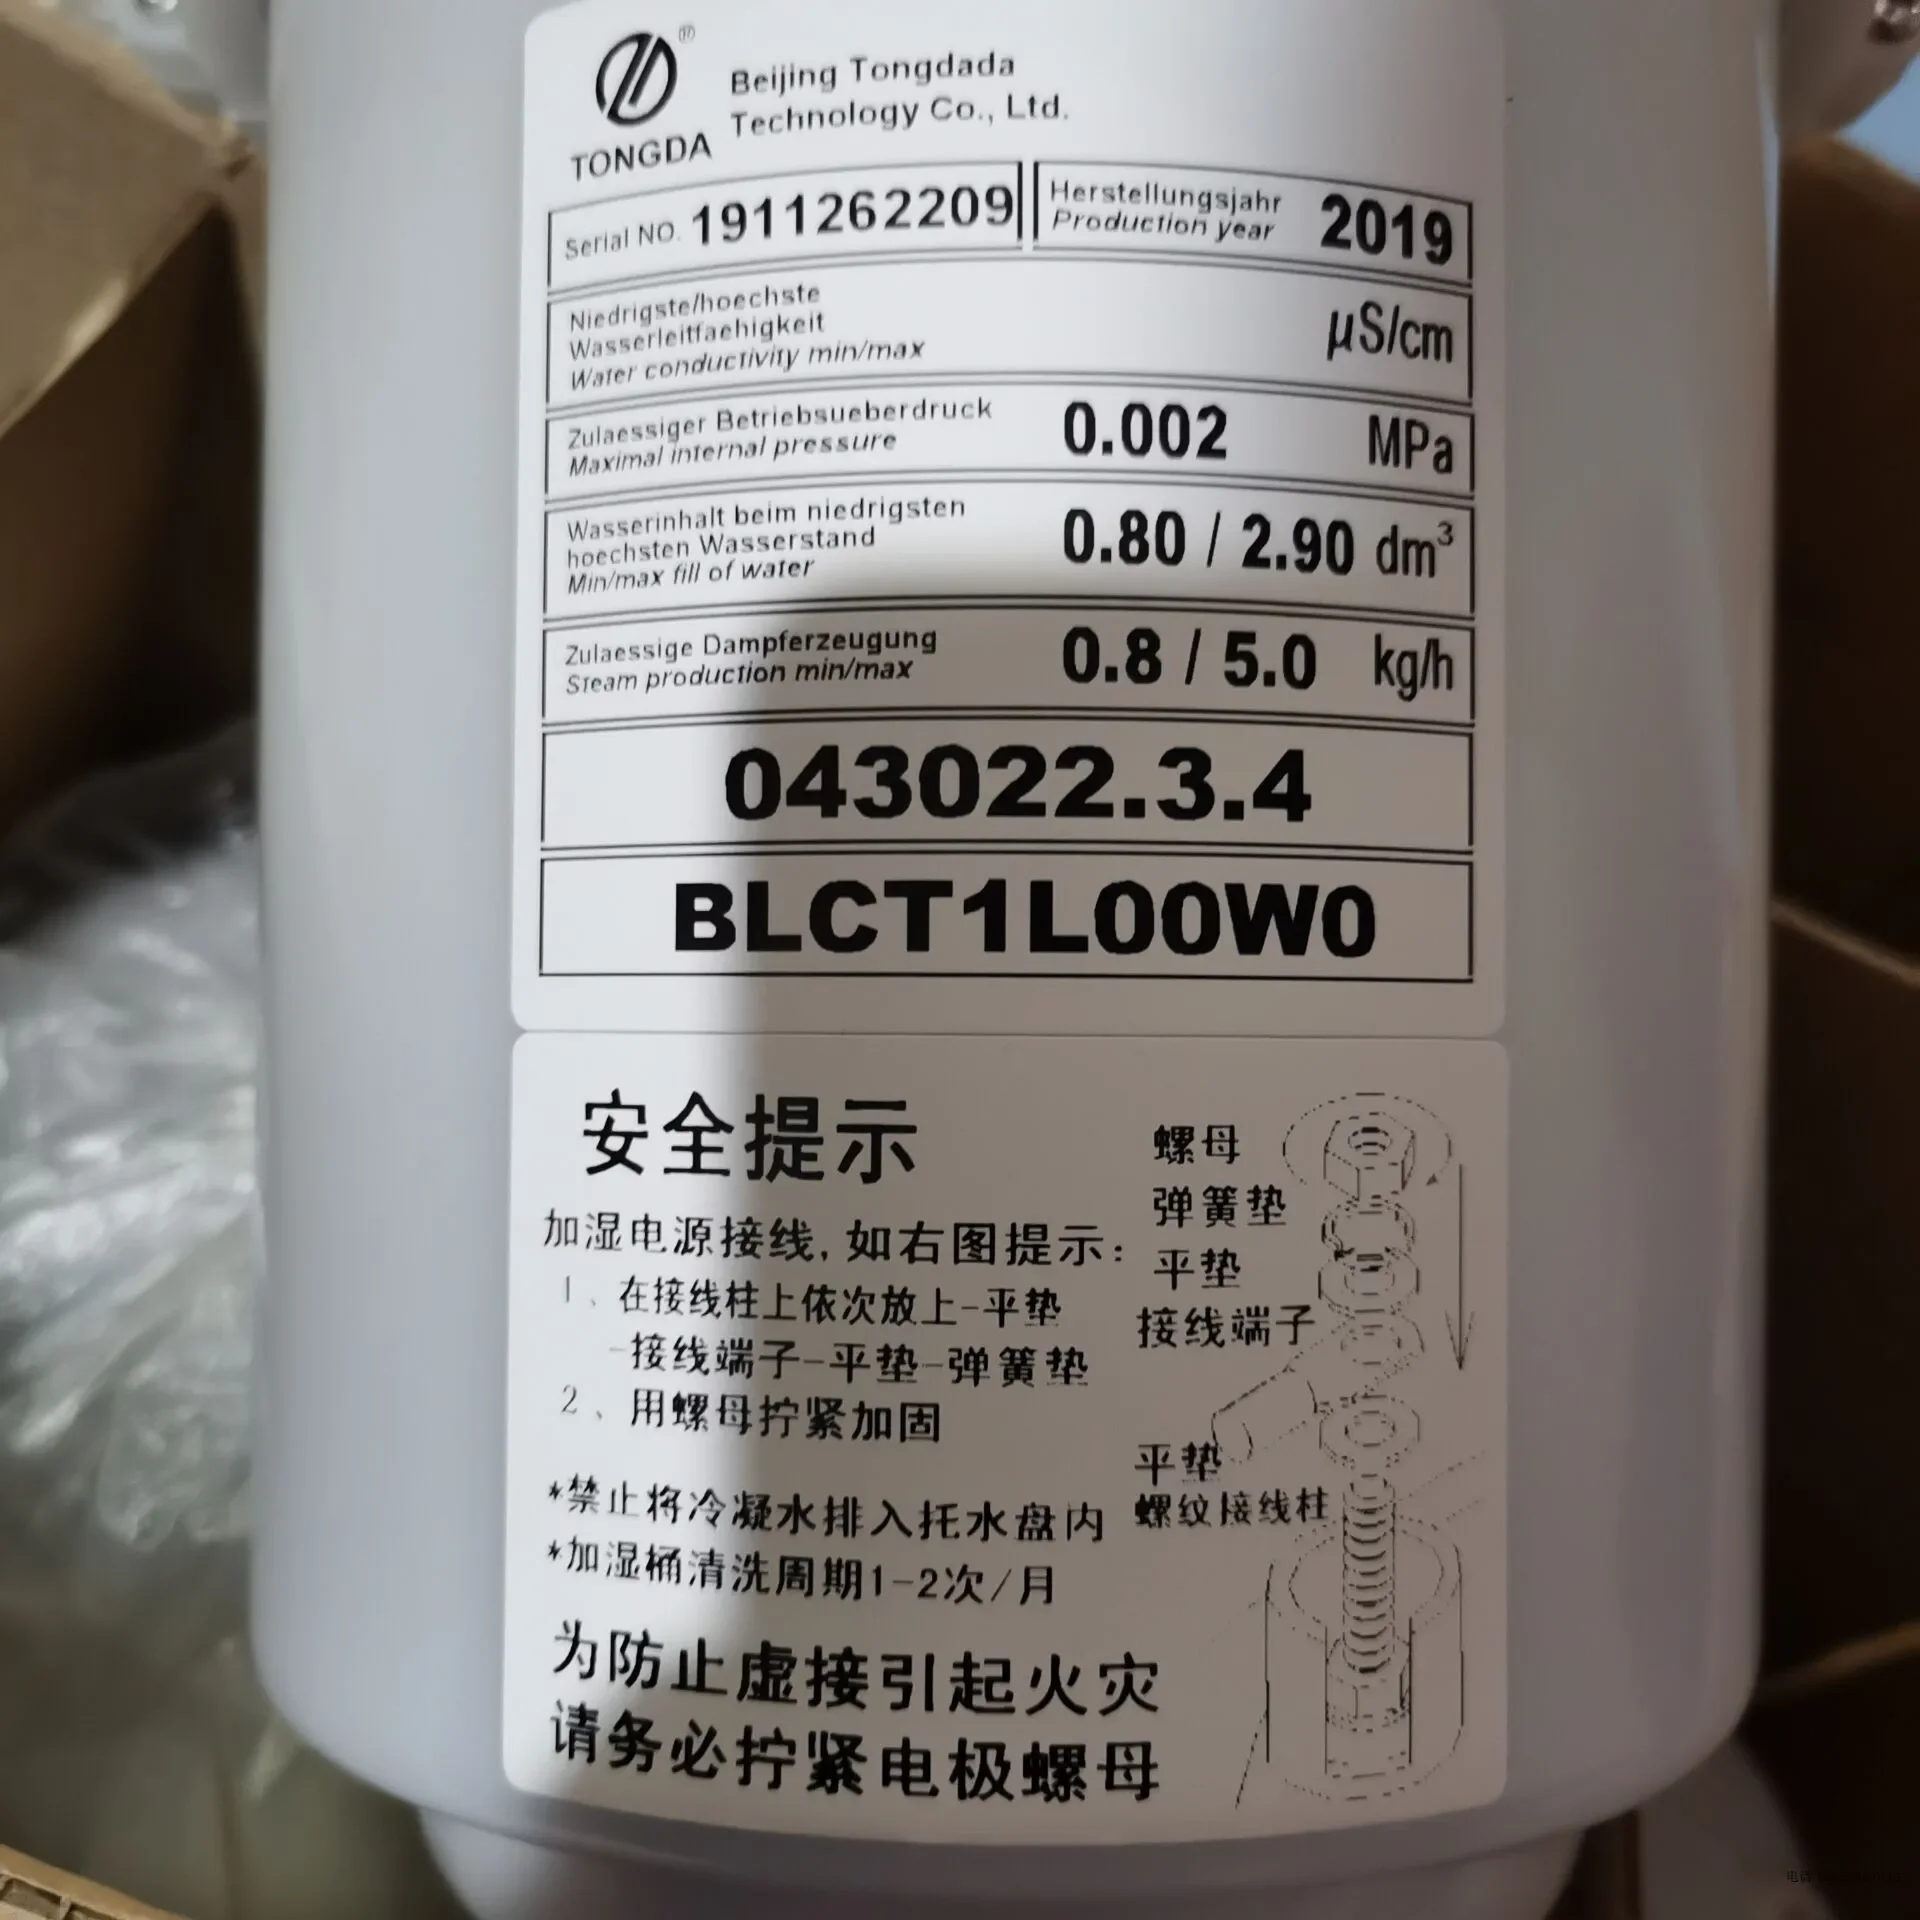 ®
Beijing Tongdada
Technology Co., Ltd.
TONGDA
Serial NO. 1911262209
Herstellungsjahr
Production year
2019
Niedrigste/hoechste
Wasserleitfaehigkeit
Water conductivity min/max
µS/cm
Zulaessiger Betriebsueberdruck
Maximal internal pressure
0.002 MPa
Wasserinhalt beim niedrigsten
hoechsten Wasserstand
Min/max fill of water
0.80 / 2.90 dm³
Zulaessige Dampferzeugung
Steam production min/max
0.8 / 5.0 kg/h
043022.3.4
BLCT1L00W0
安全提示
加湿电源接线,如右图提示:
1、在接线柱上依次放上-平垫
-接线端子-平垫-弹簧垫
2、用螺母拧紧加固
*禁止将冷凝水排入托水盘内
*加湿桶清洗周期1-2次/月
为防止虚接引起火灾
请务必拧紧电极螺母
螺母
弹簧垫
平垫
接线端子
平垫
螺纹接线柱